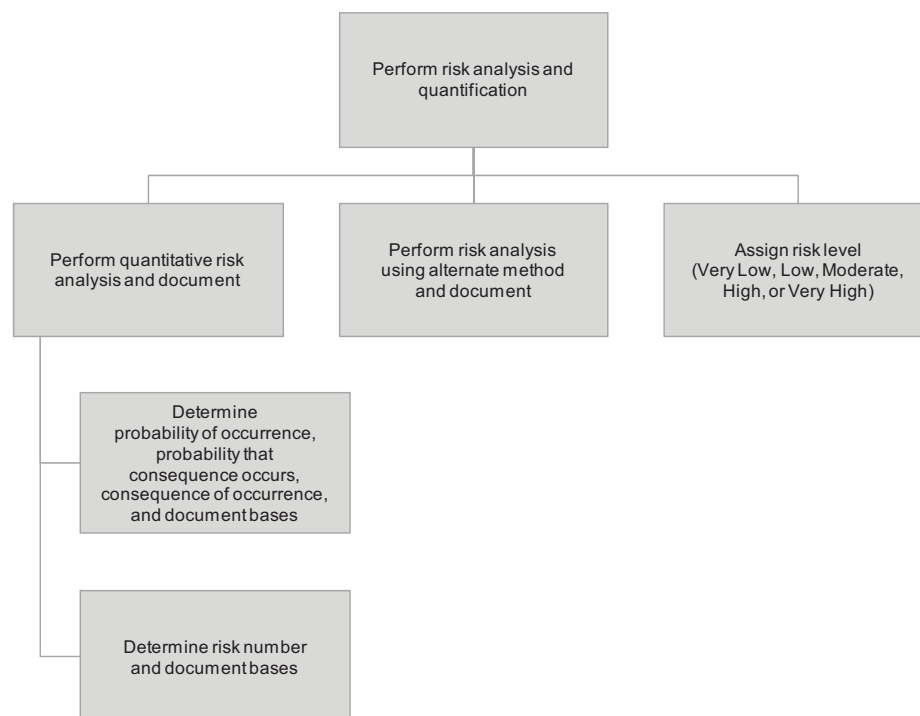 Perform risk analysis and
quantification
Perform quantitative risk
analysis and document
Perform risk analysis
using alternate method
and document
Assign risk level
(Very Low, Low, Moderate,
High, or Very High)
Determine
probability of occurrence,
probability that
consequence occurs,
consequence of occurrence,
and document bases
Determine risk number
and document bases